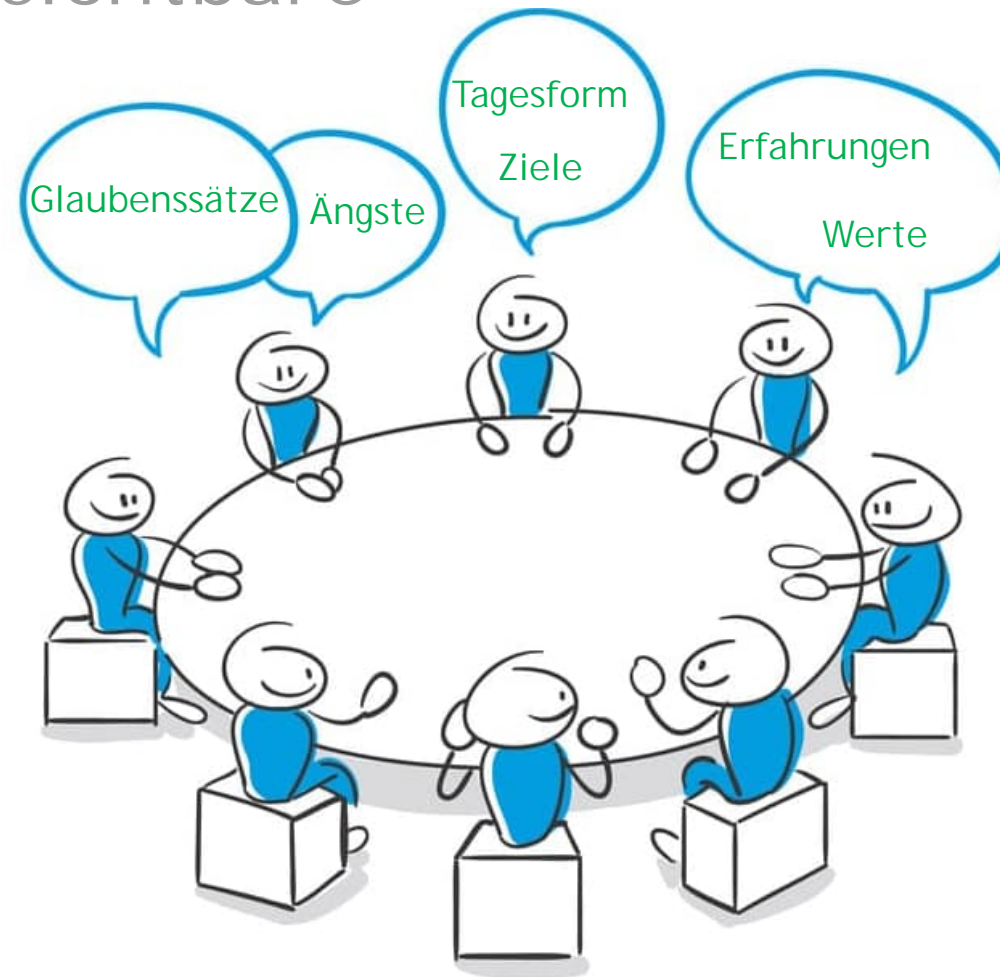 Tagesform
Ziele
Erfahrungen
Werte
Glaubenssätze
Ängste